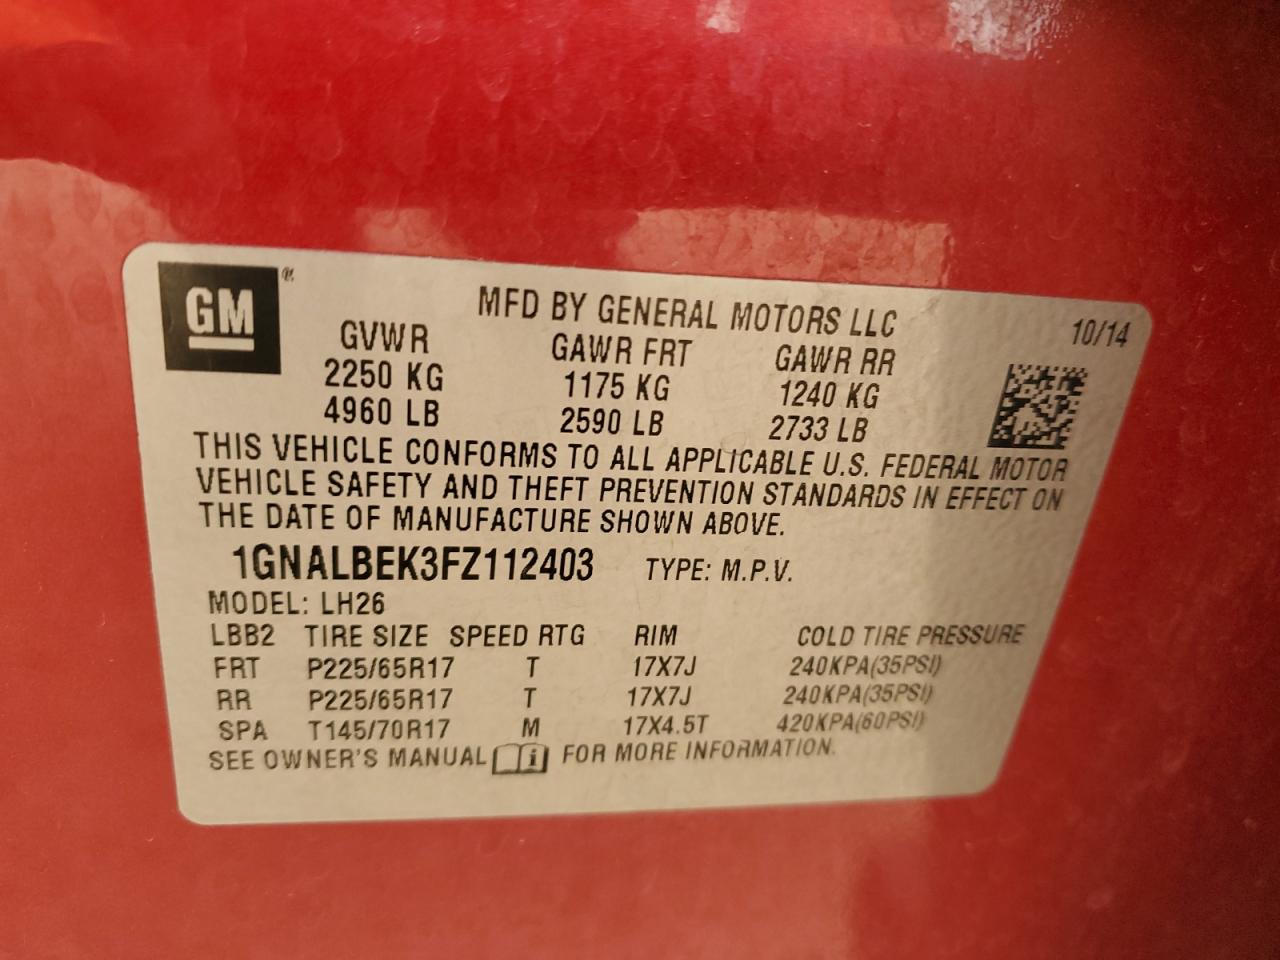 GM ®
MFD BY GENERAL MOTORS LLC
10/14
GVWR GAWR FRT GAWR RR
2250 KG 1175 KG 1240 KG
4960 LB 2590 LB 2733 LB
THIS VEHICLE CONFORMS TO ALL APPLICABLE U.S. FEDERAL MOTOR
VEHICLE SAFETY AND THEFT PREVENTION STANDARDS IN EFFECT ON
THE DATE OF MANUFACTURE SHOWN ABOVE.
1GNALBEK3FZ112403 TYPE: M.P.V.
MODEL: LH26
LBB2 TIRE SIZE SPEED RTG RIM COLD TIRE PRESSURE
FRT P225/65R17 T 17X7J 240KPA(35PSI)
RR P225/65R17 T 17X7J 240KPA(35PSI)
SPA T145/70R17 M 17X4.5T 420KPA(60PSI)
SEE OWNER'S MANUAL i FOR MORE INFORMATION.